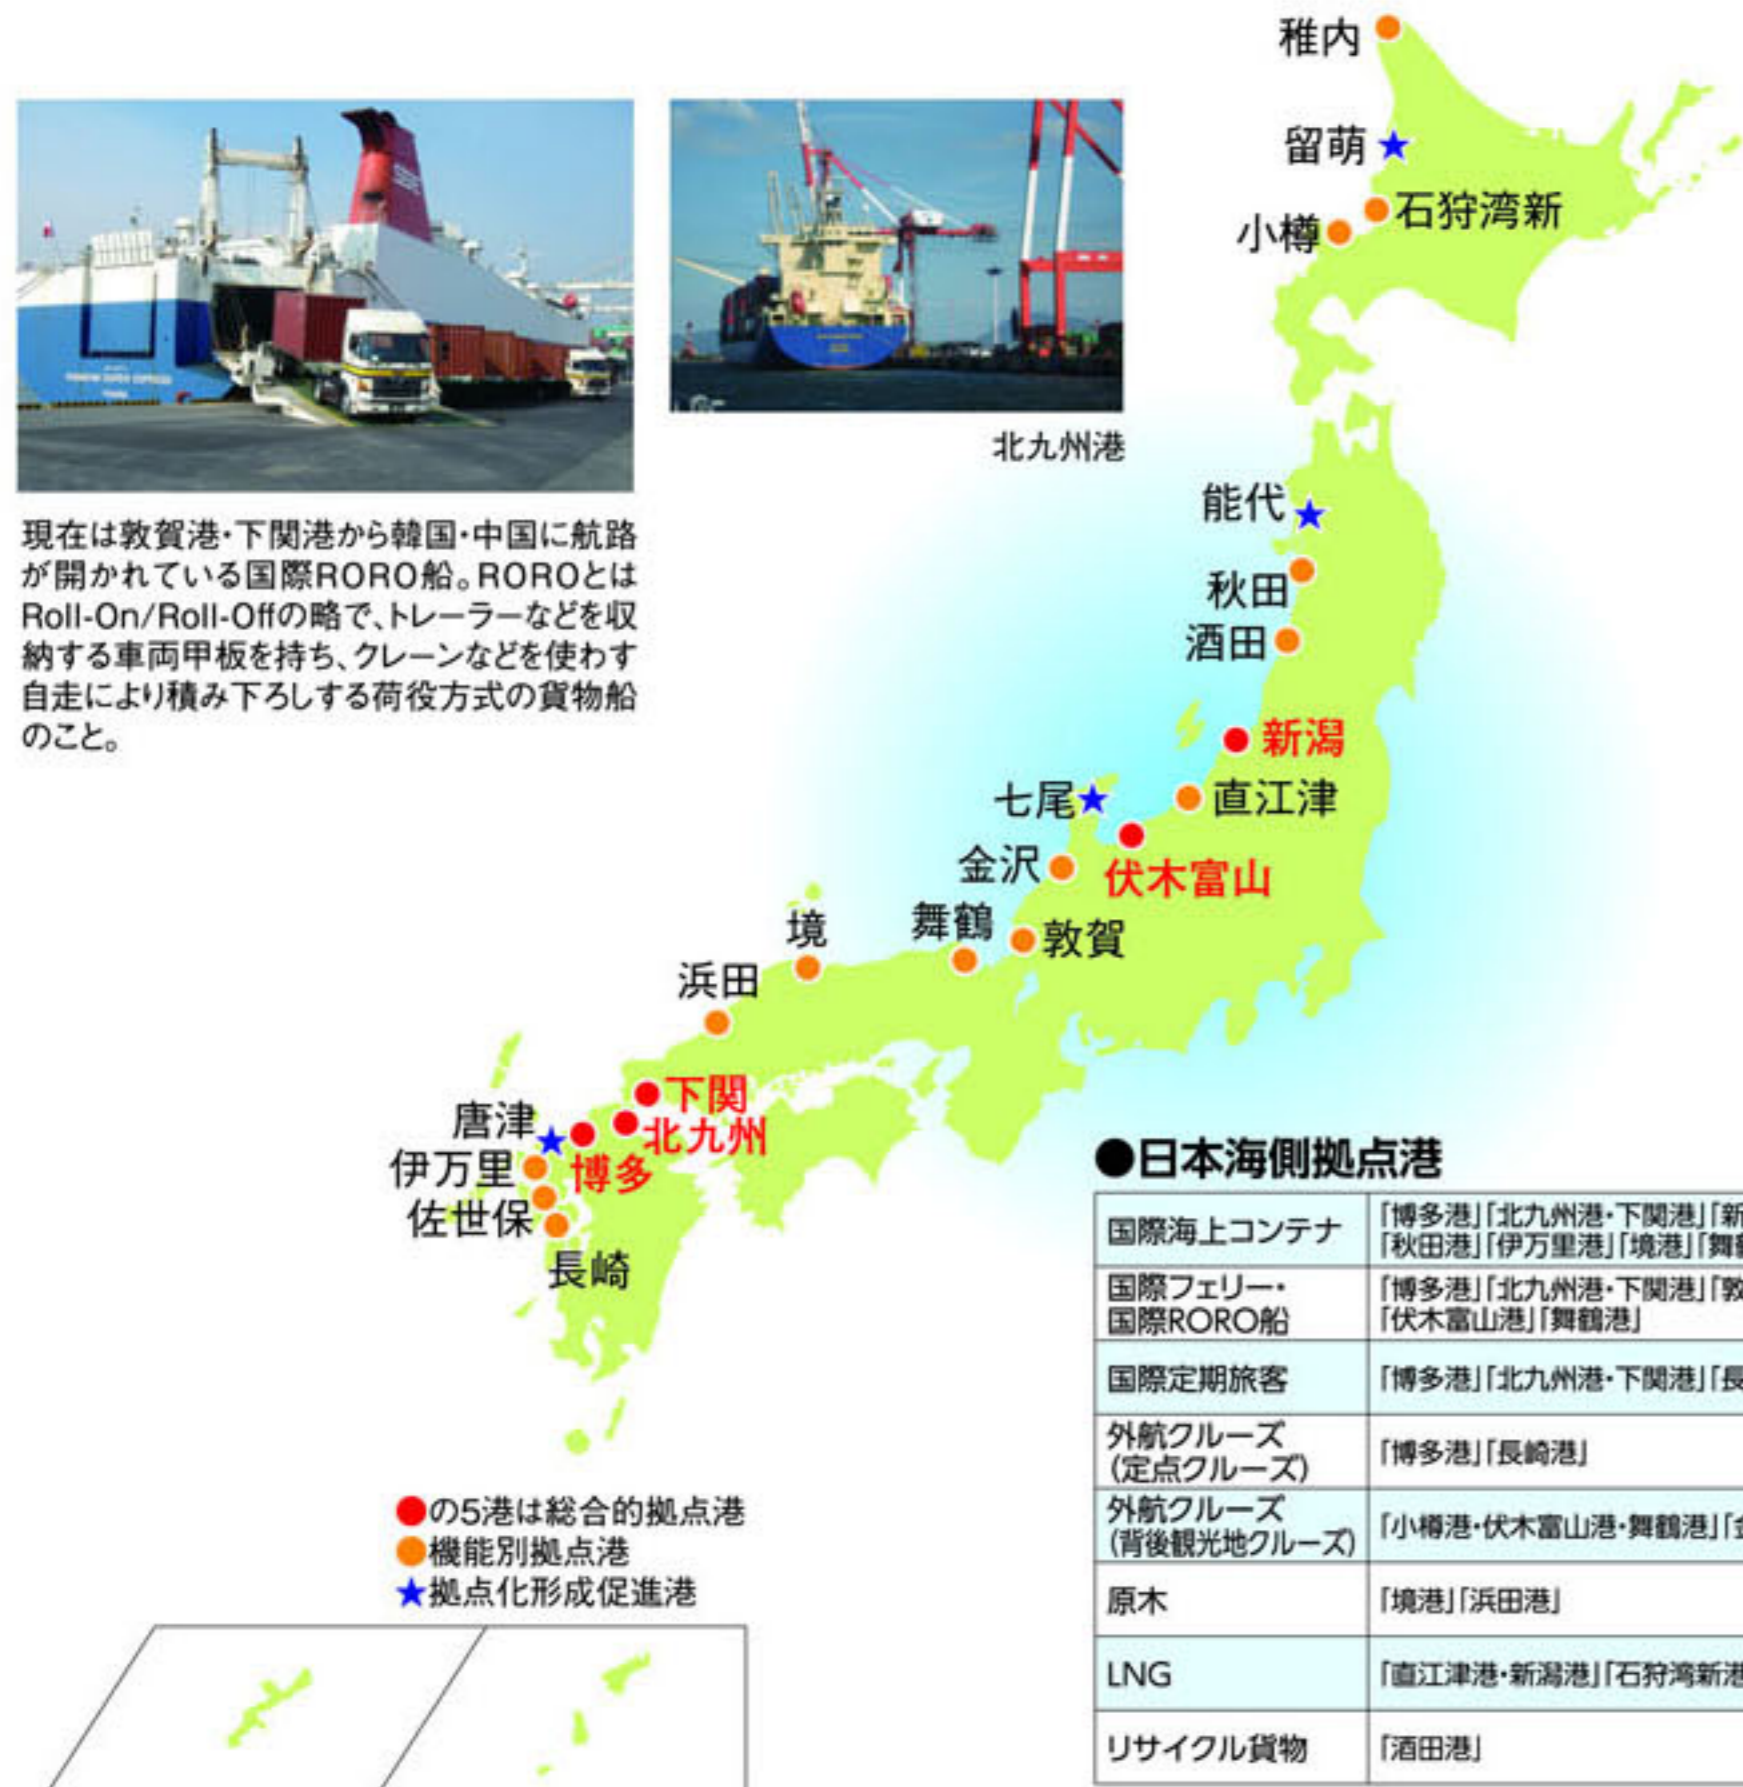 稚内
留萌
石狩湾新
小樽
北九州港
能代
秋田
酒田
現在は敦賀港・下関港から韓国・中国に航路
が開かれている国際RORO船。ROROとは
Roll-On/Roll-Offの略で、トレーラーなどを収
納する車両甲板を持ち、クレーンなどを使わす
自走により積み下ろしする荷役方式の貨物船
のこと。
新潟
七尾
直江津
金沢
伏木富山
境
舞鶴
敦賀
浜田
下関
唐津
北九州
伊万里
博多
佐世保
長崎
●の5港は総合的拠点港
●機能別拠点港
★拠点化形成促進港
●日本海側拠点港
国際海上コンテナ
「博多港」「北九州港・下関港」「新
「秋田港」「伊万里港」「境港」「舞鶴
国際フェリー・
国際RORO船
「博多港」「北九州港・下関港」「敦
「伏木富山港」「舞鶴港」
国際定期旅客
「博多港」「北九州港・下関港」「長
外航クルーズ
(定点クルーズ)
「博多港」「長崎港」
外航クルーズ
(背後観光地クルーズ)
「小樽港・伏木富山港・舞鶴港」「金
原木
「境港」「浜田港」
LNG
「直江津港・新潟港」「石狩湾新港
リサイクル貨物
「酒田港」